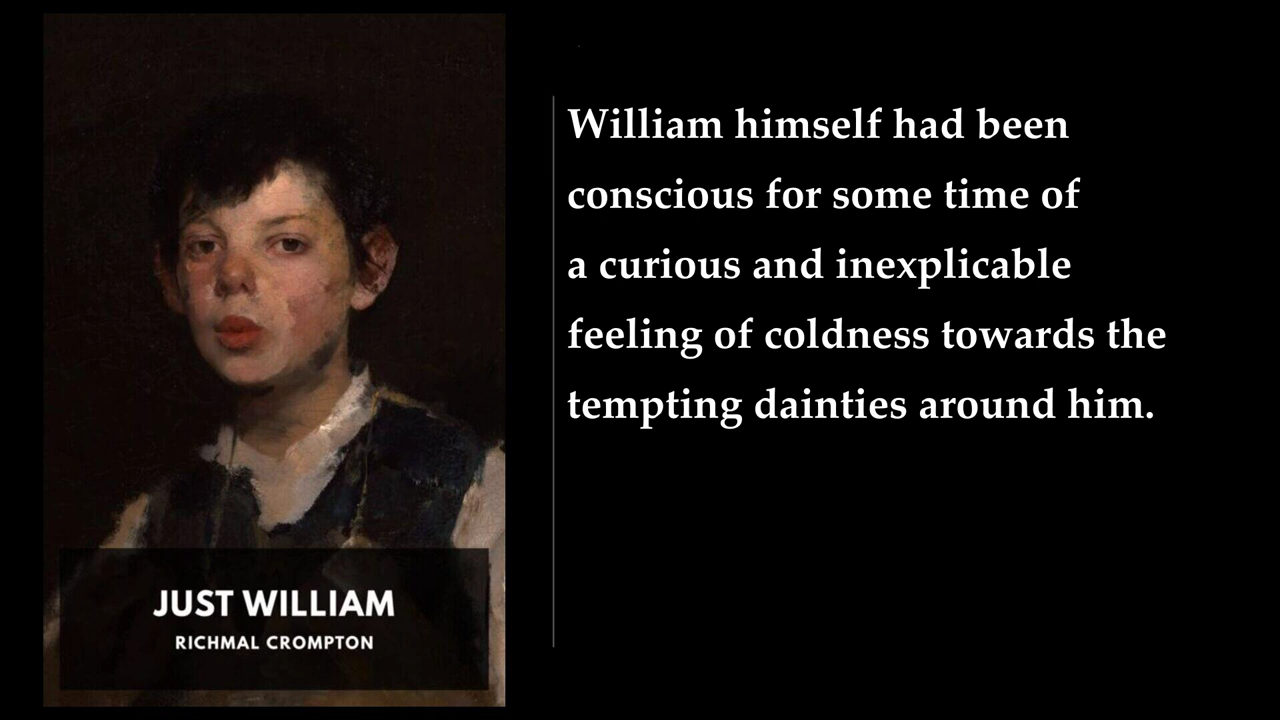 William himself had been
conscious for some time of
a curious and inexplicable
feeling of coldness towards the
tempting dainties around him.
JUST WILLIAM
RICHMAL CROMPTON